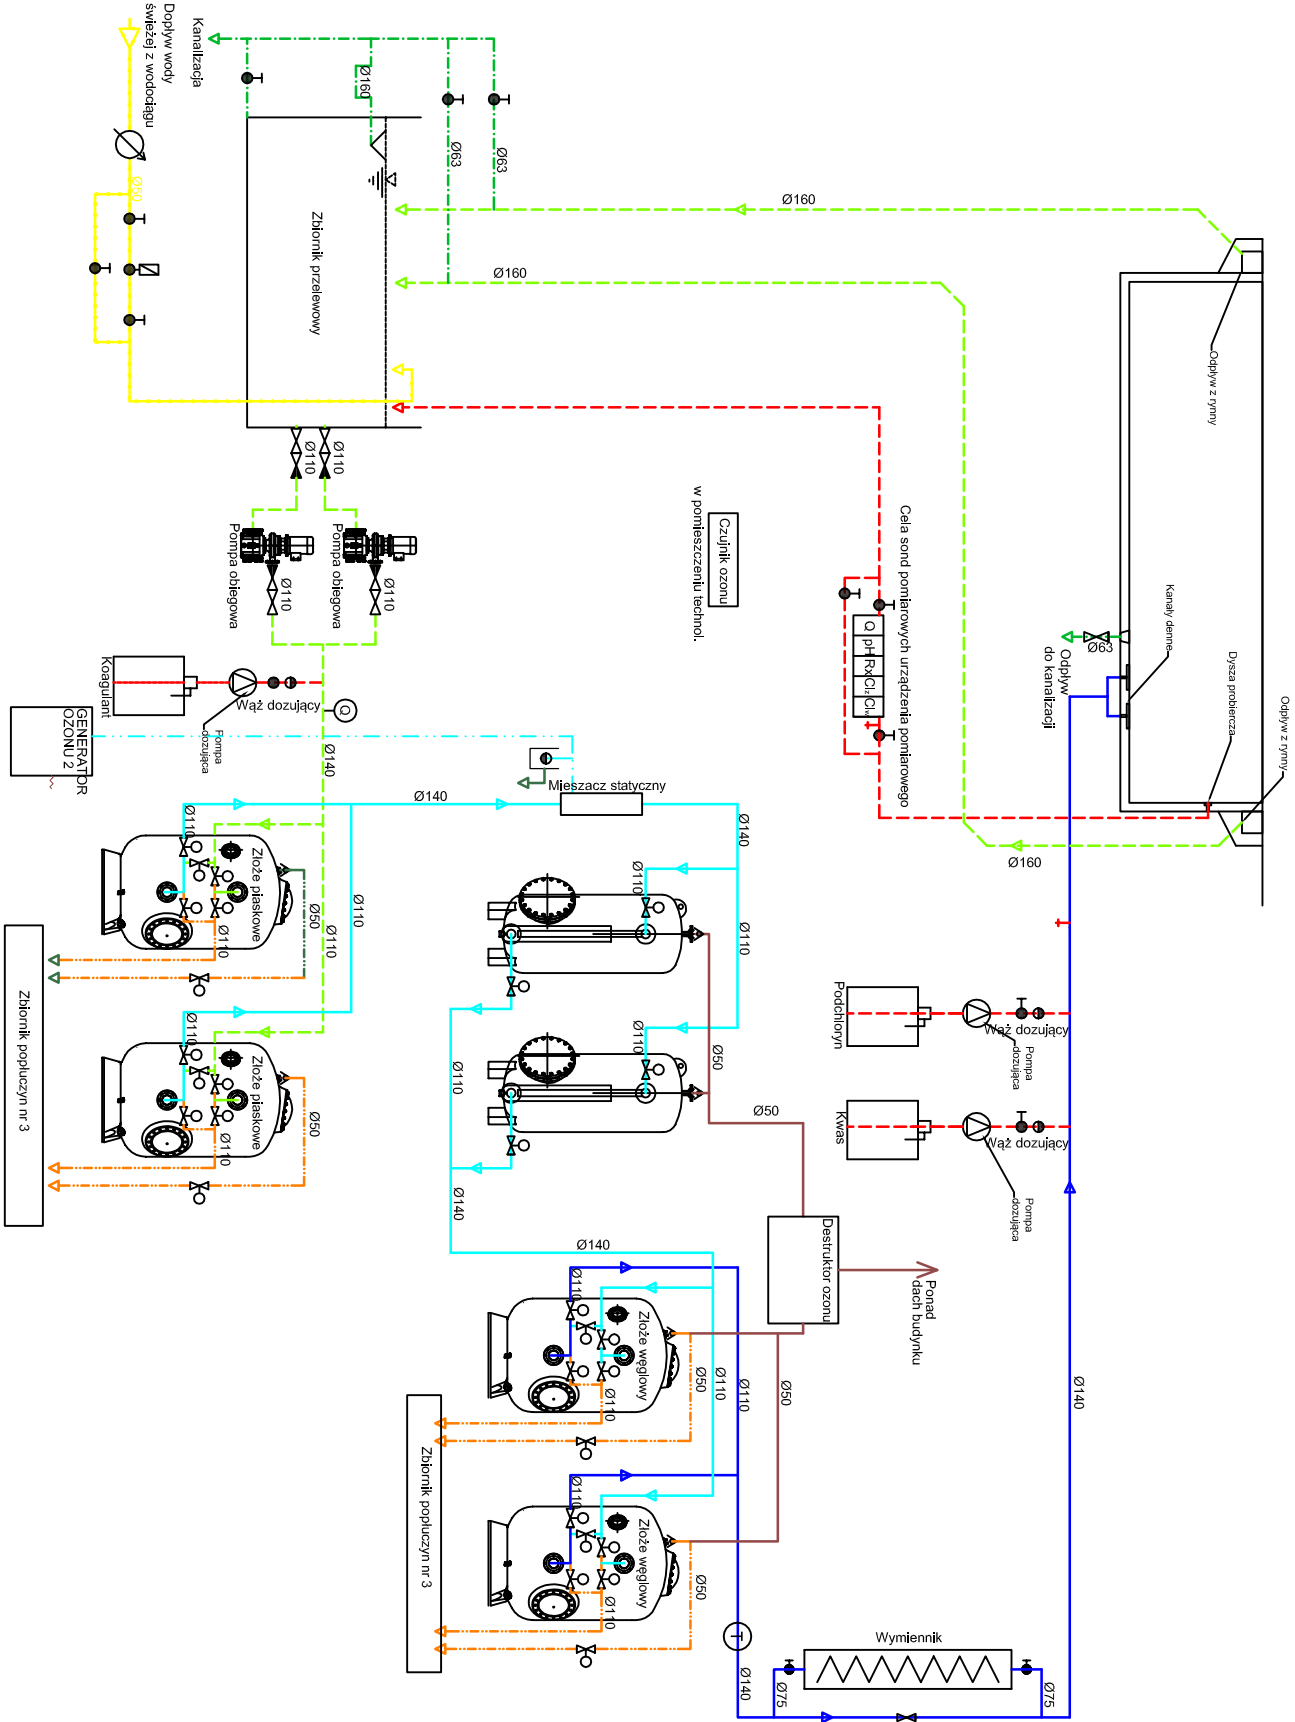 Dopływ wody
świeżej z wodociągu
Kanalizacja
Ø160
Ø63
Ø63
Ø50
Zbiornik przelewowy
Ø160
Ø160
Odpływ z rynny
Ø110
Ø110
Pompa obiegowa
Pompa obiegowa
Ø110
Ø110
Czujnik ozonu
w pomieszczeniu technol.
Cela sond pomiarowych urządzenia pomiarowego
Q
pH
Rx
Clz
Clw
Kanały denne
Ø63
Odpływ
do kanalizacji
Dysza probiercza
Odpływ z rynny
Ø160
Koagulant
Wąż dozujący
Pompa
dozująca
Q
GENERATOR
OZONU 2
Ø140
Mieszacz statyczny
Ø140
Ø140
Ø110
Złoże piaskowe
Ø50
Ø110
Ø110
Ø110
Ø110
Ø110
Zbiornik popłuczyn nr 3
Ø110
Złoże piaskowe
Ø50
Ø110
Ø110
Ø50
Ø110
Ø140
Ø50
Podchloryn
Wąż dozujący
Pompa
dozująca
Kwas
Wąż dozujący
Pompa
dozująca
Destruktor ozonu
Ponad
dach budynku
Ø140
Ø110
Złoże węglowy
Ø50
Ø110
Ø110
Ø50
Ø110
Ø140
Zbiornik popłuczyn nr 3
Ø110
Złoże węglowy
Ø50
Ø110
T
Ø140
Wymiennik
Ø75
Ø75